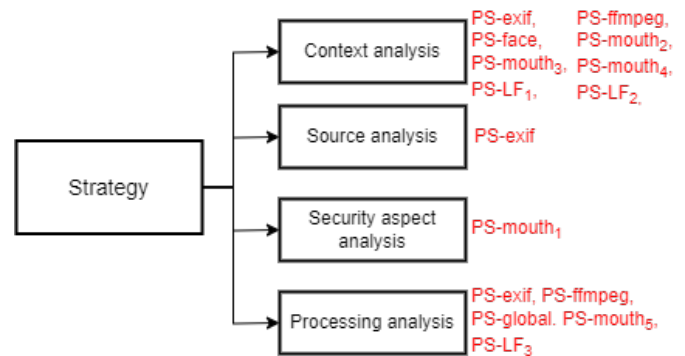 PS-exif, PS-ffmpeg,
Context analysis PS-face, PS-mouth₂,
PS-mouth₃, PS-mouth₄,
PS-LF₁, PS-LF₂,
Source analysis PS-exif
Strategy
Security aspect
analysis
PS-mouth₁
PS-exif, PS-ffmpeg,
Processing analysis PS-global. PS-mouth₅,
PS-LF₃